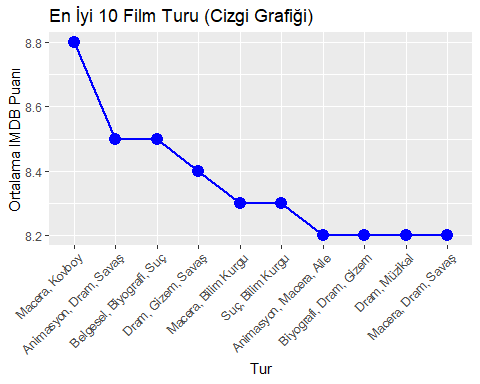 En İyi 10 Film Turu (Cizgi Grafiği)
Ortalama IMDB Puanı
8.8
8.6
8.4
8.2
Macera, Kovboy
Animasyon, Dram, Savaş
Belgesel, Biyografi, Suç
Dram, Gizem, Savaş
Macera, Bilim Kurgu
Suç, Bilim Kurgu
Animasyon, Macera, Aile
Biyografi, Dram, Gizem
Dram, Müzikal
Macera, Dram, Savaş
Tur